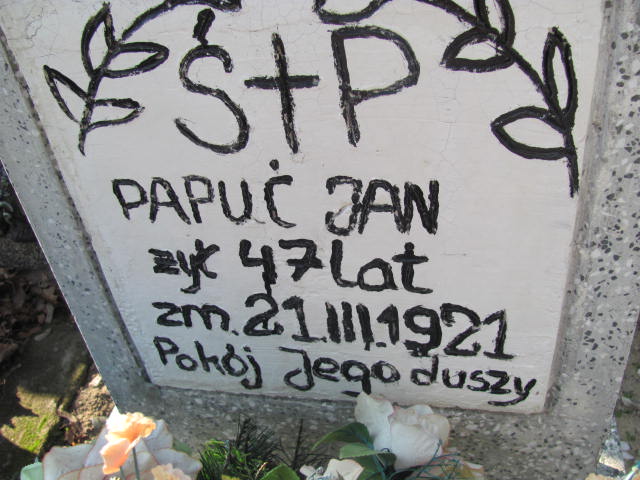 Ś+P
PAPUĆ JAN
żył 47 lat
zm. 21.III.1921
Pokój Jego duszy